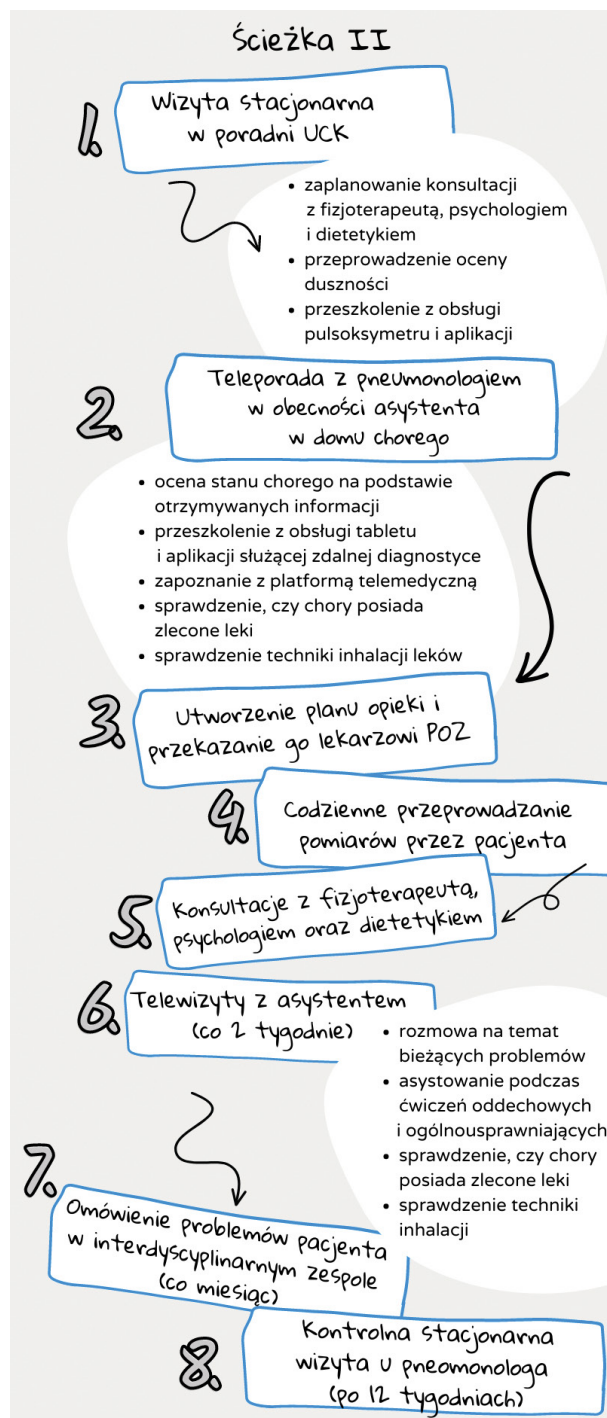 Ścieżka II
1.
Wizyta stacjonarna
w poradni UCK
• zaplanowanie konsultacji
z fizjoterapeutą, psychologiem
i dietetykiem
• przeprowadzenie oceny
duszności
• przeszkolenie z obsługi
pulsoksymetru i aplikacji
2.
Teleporada z pneumonologiem
w obecności asystenta
w domu chorego
• ocena stanu chorego na podstawie
otrzymywanych informacji
• przeszkolenie z obsługi tabletu
i aplikacji służącej zdalnej diagnostyce
• zapoznanie z platformą telemedyczną
• sprawdzenie, czy chory posiada
zlecone leki
• sprawdzenie techniki inhalacji leków
3.
Utworzenie planu opieki i
przekazanie go lekarzowi POZ
4.
Codzienne przeprowadzanie
pomiarów przez pacjenta
5.
Konsultacje z fizjoterapeutą,
psychologiem oraz dietetykiem
6.
Telewizyty z asystentem
(co 2 tygodnie)
• rozmowa na temat
bieżących problemów
• asystowanie podczas
ćwiczeń oddechowych
i ogólnousprawniających
• sprawdzenie, czy chory
posiada zlecone leki
• sprawdzenie techniki
inhalacji
7.
Omówienie problemów pacjenta
w interdyscyplinarnym zespole
(co miesiąc)
8.
Kontrolna stacjonarna
wizyta u pneomonologa
(po 12 tygodniach)